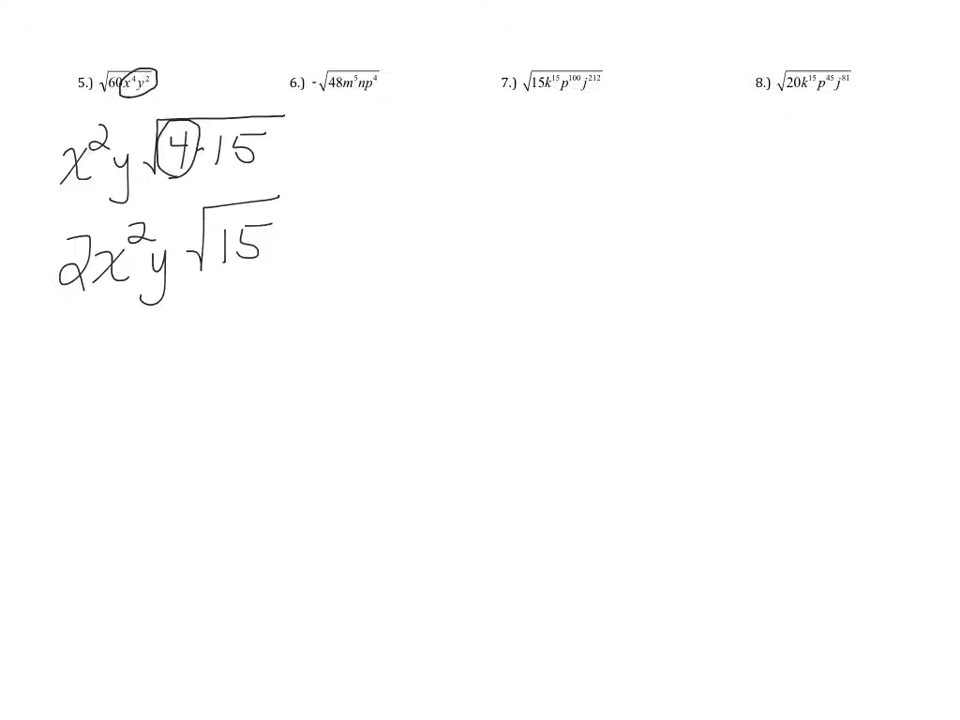 5.) √60x⁴y² 6.) -√48m⁵np⁴ 7.) √15k¹⁵p¹⁰⁰j²¹² 8.) √20k¹⁵p⁴⁵j⁸¹
x²y √4·15
2x²y √15